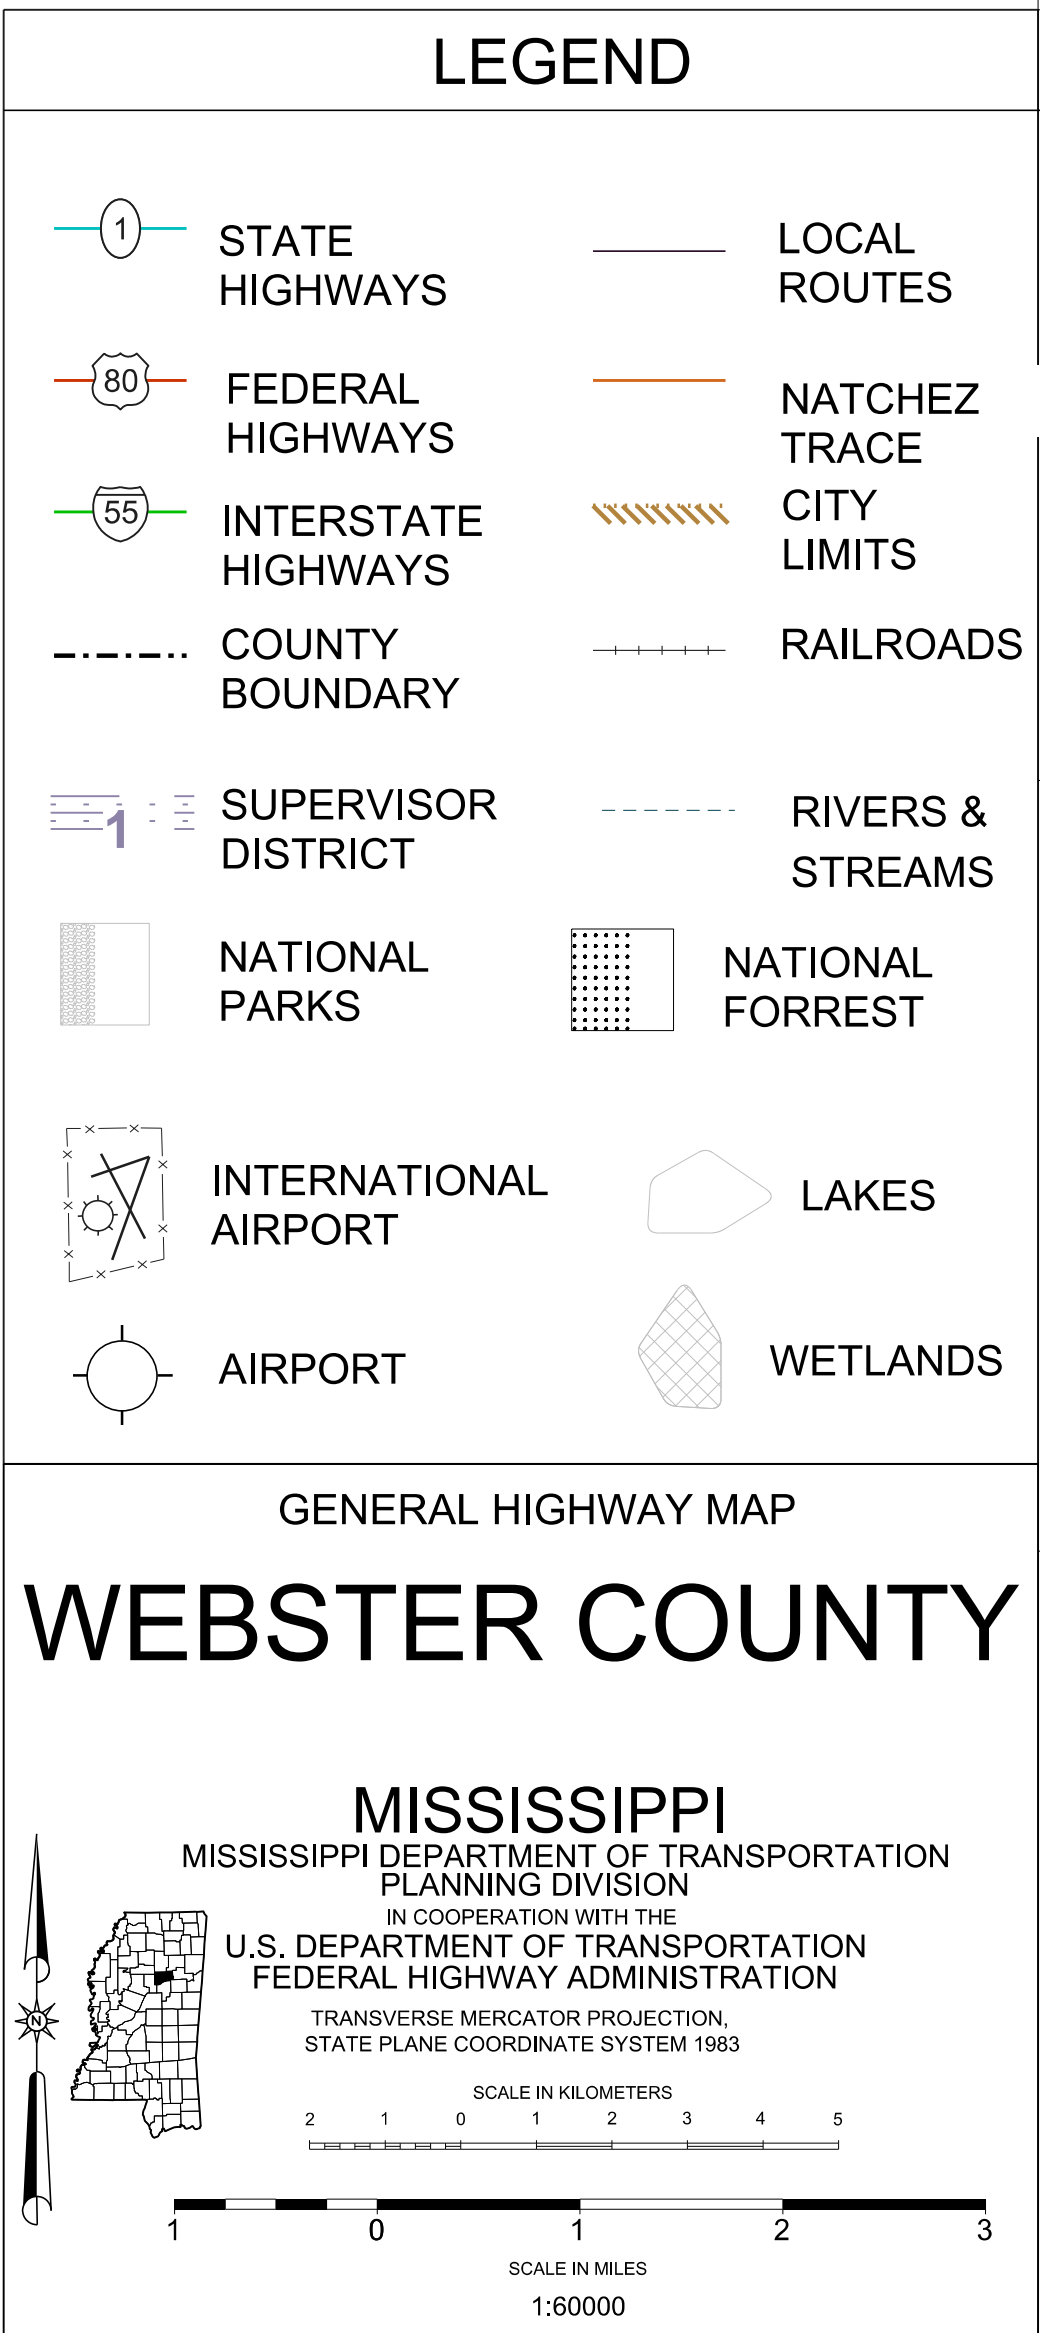 LEGEND
1
STATE
HIGHWAYS
LOCAL
ROUTES
80
FEDERAL
HIGHWAYS
NATCHEZ
TRACE
55
INTERSTATE
HIGHWAYS
CITY
LIMITS
COUNTY
BOUNDARY
RAILROADS
1
SUPERVISOR
DISTRICT
RIVERS &
STREAMS
NATIONAL
PARKS
NATIONAL
FORREST
INTERNATIONAL
AIRPORT
LAKES
AIRPORT
WETLANDS
GENERAL HIGHWAY MAP
WEBSTER COUNTY
MISSISSIPPI
MISSISSIPPI DEPARTMENT OF TRANSPORTATION
PLANNING DIVISION
IN COOPERATION WITH THE
U.S. DEPARTMENT OF TRANSPORTATION
FEDERAL HIGHWAY ADMINISTRATION
N
TRANSVERSE MERCATOR PROJECTION,
STATE PLANE COORDINATE SYSTEM 1983
SCALE IN KILOMETERS
2 1 0 1 2 3 4 5
1 0 1 2 3
SCALE IN MILES
1:60000